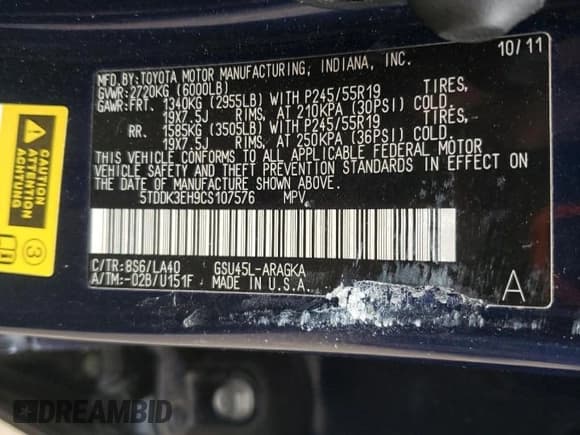 10/11
MFD.BY:TOYOTA MOTOR MANUFACTURING, INDIANA, INC.
GVWR:2720KG (6000LB)
GAWR:FRT. 1340KG (2955LB) WITH P245/55R19 TIRES,
19X7.5J RIMS, AT 210KPA (30PSI) COLD.
RR. 1585KG (3505LB) WITH P245/55R19 TIRES,
19X7.5J RIMS, AT 250KPA (36PSI) COLD.
THIS VEHICLE CONFORMS TO ALL APPLICABLE FEDERAL MOTOR
VEHICLE SAFETY AND THEFT PREVENTION STANDARDS IN EFFECT ON
THE DATE OF MANUFACTURE SHOWN ABOVE.
5TDDK3EH9CS107576 MPV
C/TR:8S6/LA40 GSU45L-ARAGKA
A/TM:-02B/U151F MADE IN U.S.A.
A
CAUTION
ATTENTION
ACHTUNG
3
DREAMBID